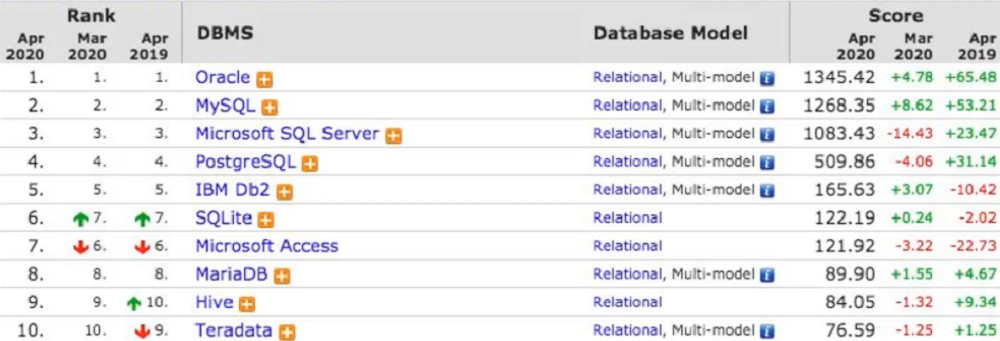 Rank Score
Apr 2020 Mar 2020 Apr 2019 DBMS Database Model Apr 2020 Mar 2020 Apr 2019
1. 1. 1. Oracle Relational, Multi-model i 1345.42 +4.78 +65.48
2. 2. 2. MySQL Relational, Multi-model i 1268.35 +8.62 +53.21
3. 3. 3. Microsoft SQL Server Relational, Multi-model i 1083.43 -14.43 +23.47
4. 4. 4. PostgreSQL Relational, Multi-model i 509.86 -4.06 +31.14
5. 5. 5. IBM Db2 Relational, Multi-model i 165.63 +3.07 -10.42
6. 7. 7. SQLite Relational 122.19 +0.24 -2.02
7. 6. 6. Microsoft Access Relational 121.92 -3.22 -22.73
8. 8. 8. MariaDB Relational, Multi-model i 89.90 +1.55 +4.67
9. 9. 10. Hive Relational 84.05 -1.32 +9.34
10. 10. 9. Teradata Relational, Multi-model i 76.59 -1.25 +1.25